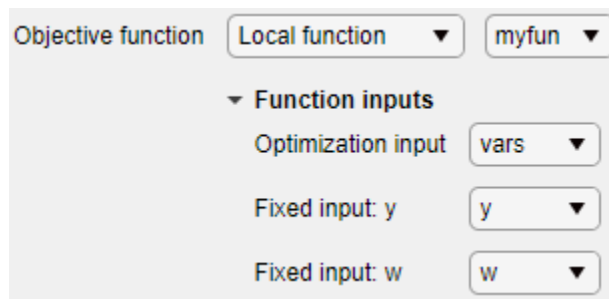 Objective function Local function myfun
Function inputs
Optimization input vars
Fixed input: y y
Fixed input: w w